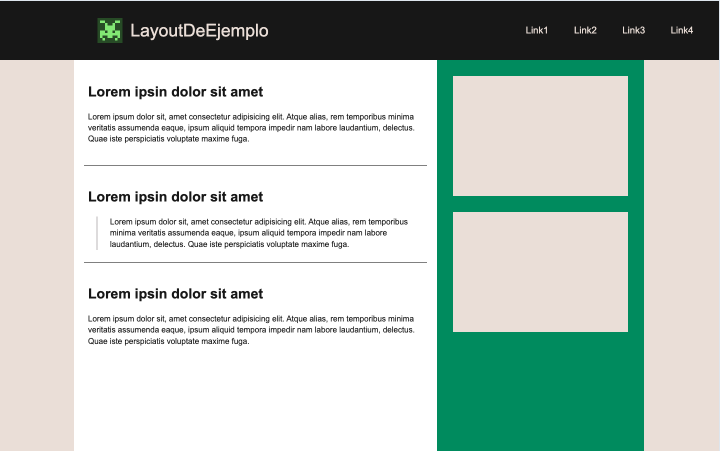 LayoutDeEjemplo
Link1 Link2 Link3 Link4
Lorem ipsin dolor sit amet
Lorem ipsum dolor sit, amet consectetur adipisicing elit. Atque alias, rem temporibus minima
veritatis assumenda eaque, ipsum aliquid tempora impedir nam labore laudantium, delectus.
Quae iste perspiciatis voluptate maxime fuga.
Lorem ipsin dolor sit amet
Lorem ipsum dolor sit, amet consectetur adipisicing elit. Atque alias, rem temporibus
minima veritatis assumenda eaque, ipsum aliquid tempora impedir nam labore
laudantium, delectus. Quae iste perspiciatis voluptate maxime fuga.
Lorem ipsin dolor sit amet
Lorem ipsum dolor sit, amet consectetur adipisicing elit. Atque alias, rem temporibus minima
veritatis assumenda eaque, ipsum aliquid tempora impedir nam labore laudantium, delectus.
Quae iste perspiciatis voluptate maxime fuga.